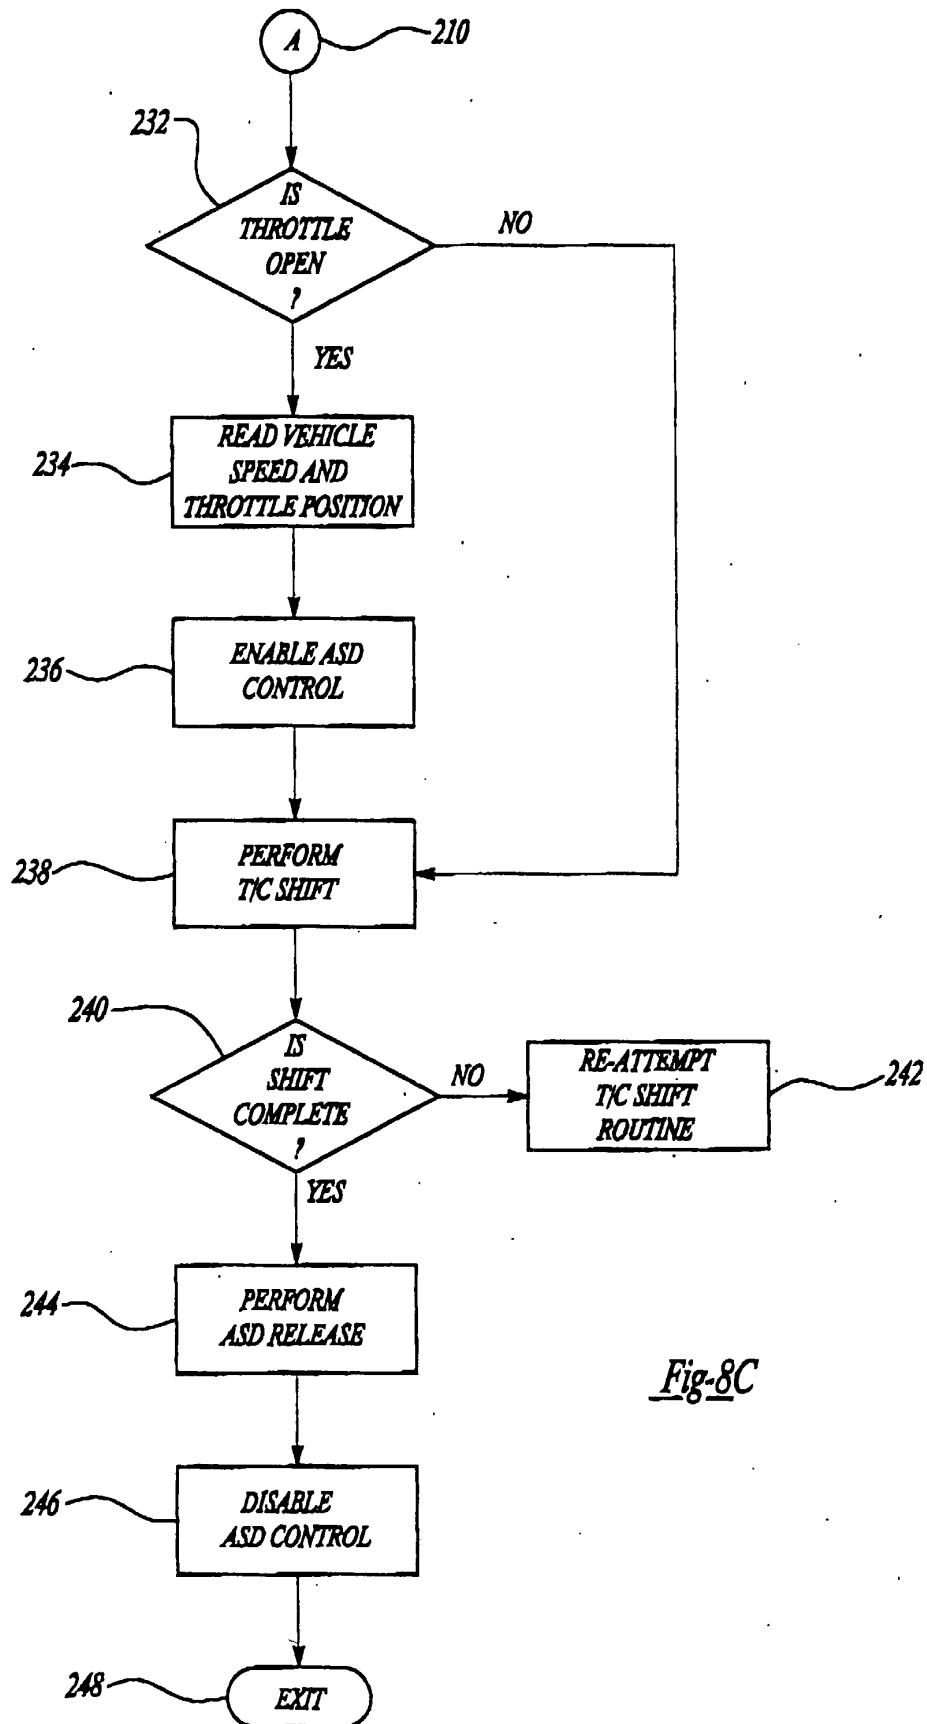 A
210
232
IS
THROTTLE
OPEN
?
NO
YES
234
READ VEHICLE
SPEED AND
THROTTLE POSITION
236
ENABLE ASD
CONTROL
238
PERFORM
T/C SHIFT
240
IS
SHIFT
COMPLETE
?
NO
RE-ATTEMPT
T/C SHIFT
ROUTINE
242
YES
244
PERFORM
ASD RELEASE
Fig-8C
246
DISABLE
ASD CONTROL
248
EXIT